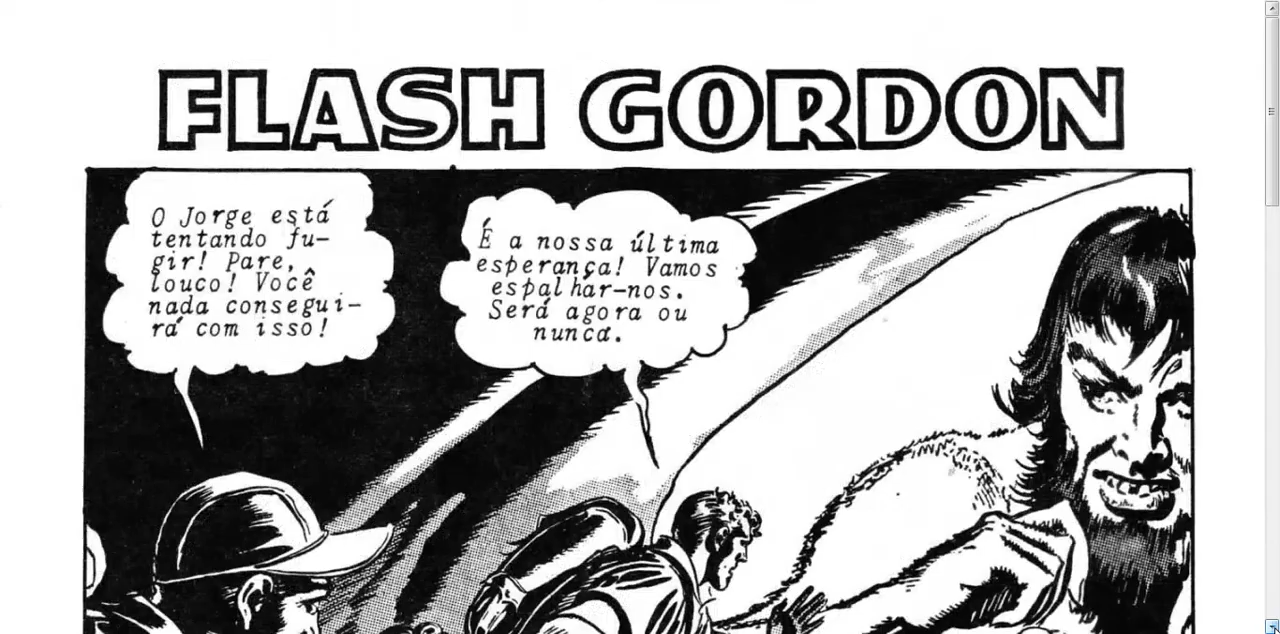 FLASH GORDON
O Jorge está
tentando fu-
gir! Pare,
louco! Você
nada consegui-
rá com isso!
É a nossa última
esperança! Vamos
espalhar-nos.
Será agora ou
nunca.